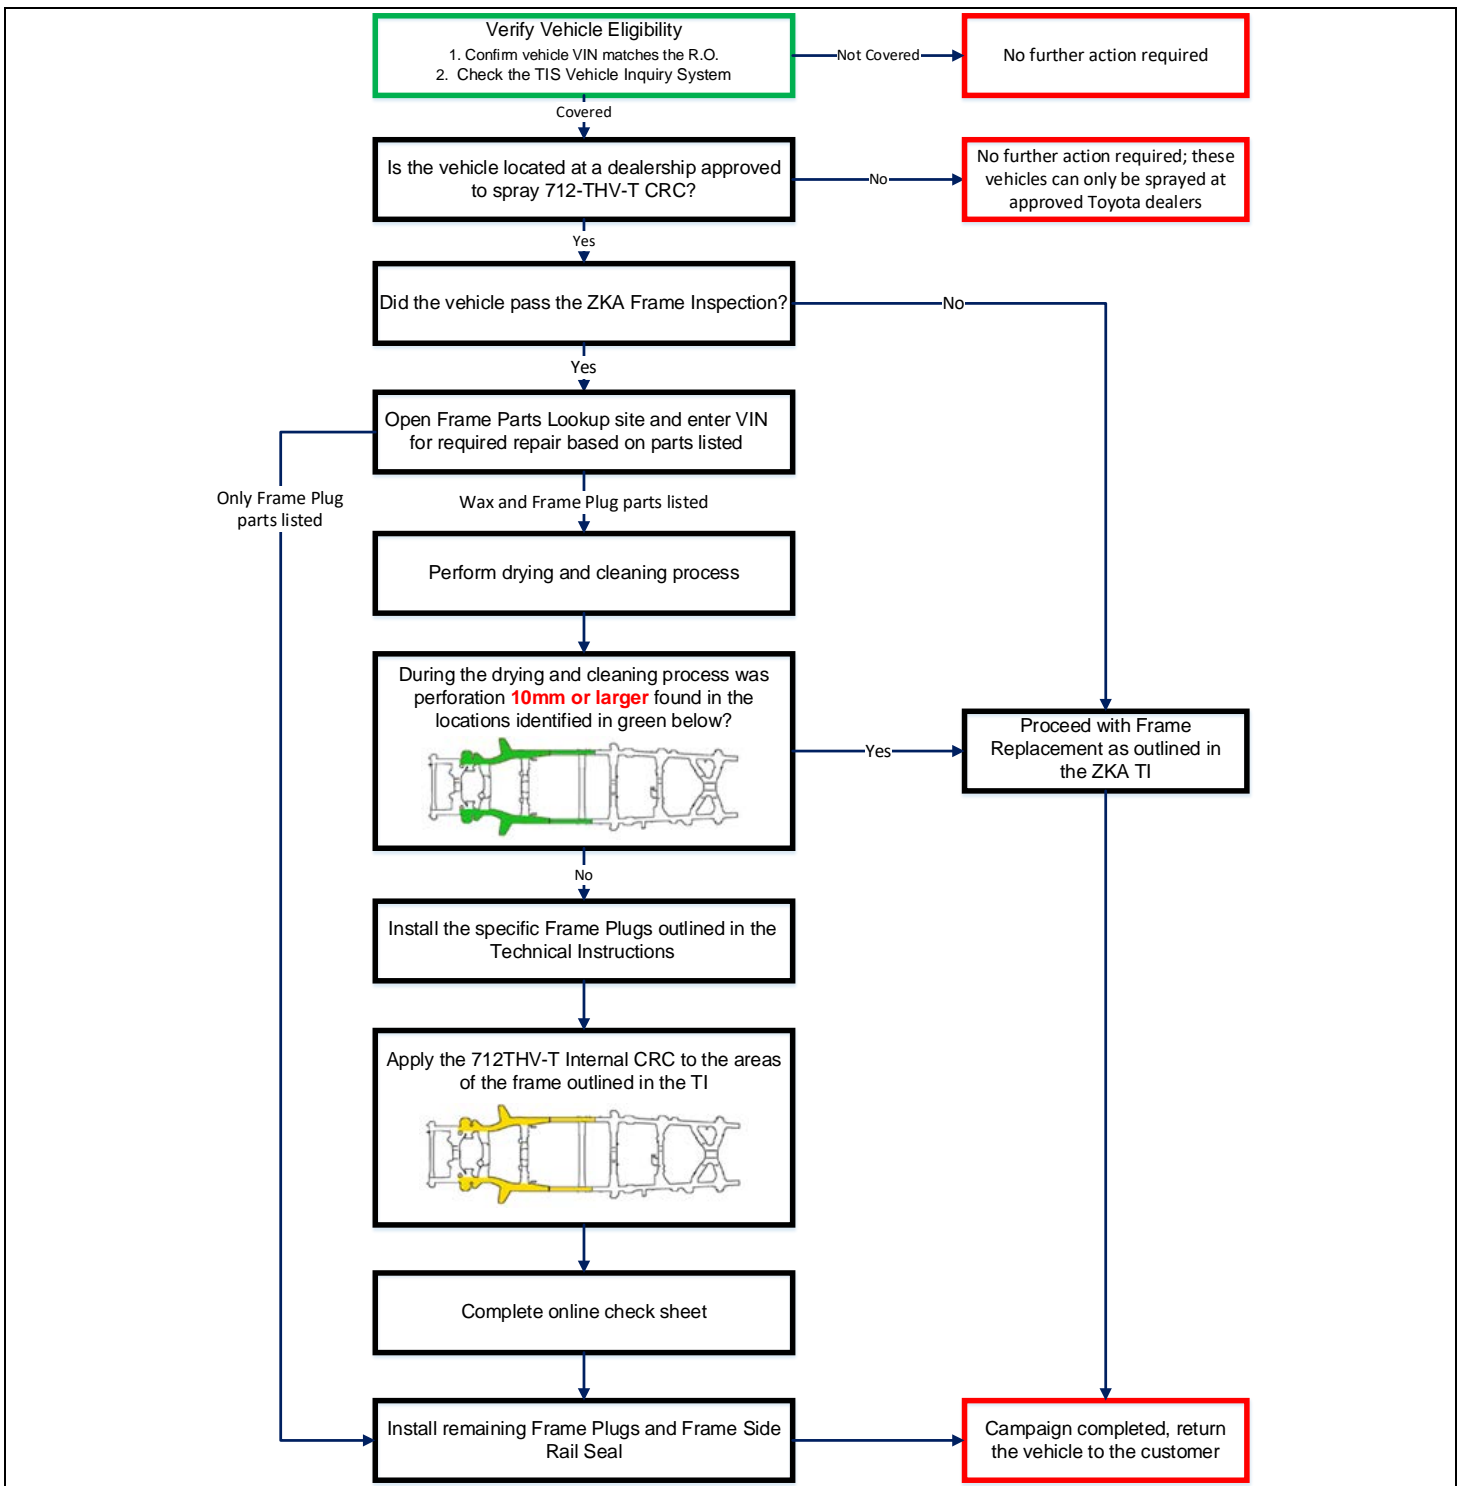 Verify Vehicle Eligibility
1. Confirm vehicle VIN matches the R.O.
2. Check the TIS Vehicle Inquiry System
Not Covered
No further action required
Covered
Is the vehicle located at a dealership approved
to spray 712-THV-T CRC?
No
No further action required; these
vehicles can only be sprayed at
approved Toyota dealers
Yes
Did the vehicle pass the ZKA Frame Inspection?
No
Yes
Open Frame Parts Lookup site and enter VIN
for required repair based on parts listed
Only Frame Plug
parts listed
Wax and Frame Plug parts listed
Perform drying and cleaning process
During the drying and cleaning process was
perforation 10mm or larger found in the
locations identified in green below?
Yes
Proceed with Frame
Replacement as outlined in
the ZKA TI
No
Install the specific Frame Plugs outlined in the
Technical Instructions
Apply the 712THV-T Internal CRC to the areas
of the frame outlined in the TI
Complete online check sheet
Install remaining Frame Plugs and Frame Side
Rail Seal
Campaign completed, return
the vehicle to the customer